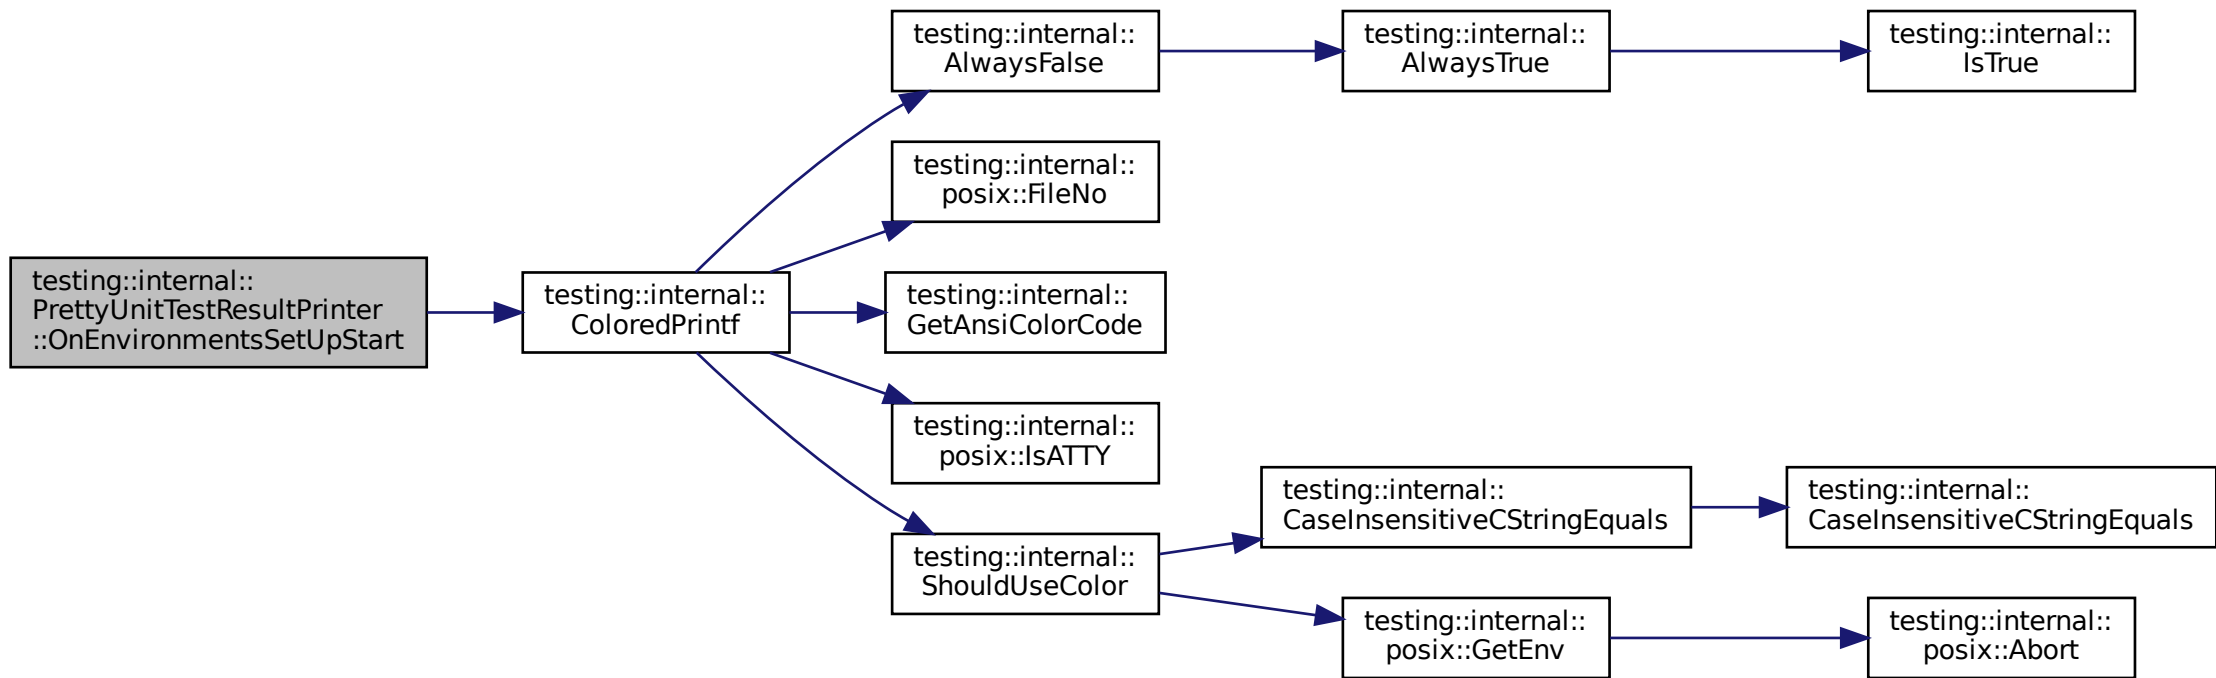 testing::internal::
PrettyUnitTestResultPrinter
::OnEnvironmentsSetUpStart
testing::internal::
ColoredPrintf
testing::internal::
AlwaysFalse
testing::internal::
AlwaysTrue
testing::internal::
IsTrue
testing::internal::
posix::FileNo
testing::internal::
GetAnsiColorCode
testing::internal::
posix::IsATTY
testing::internal::
ShouldUseColor
testing::internal::
CaseInsensitiveCStringEquals
testing::internal::
CaseInsensitiveCStringEquals
testing::internal::
posix::GetEnv
testing::internal::
posix::Abort